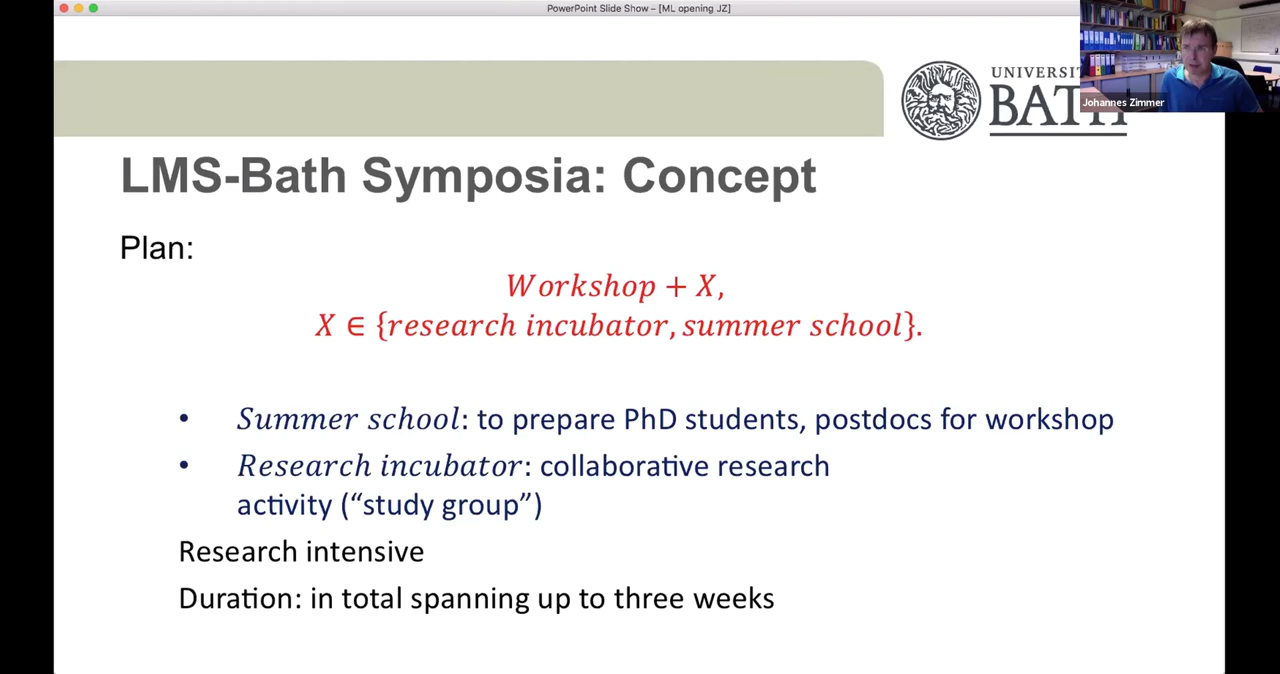 PowerPoint Slide Show – [ML opening JZ]
UNIVERSI
BATH
Johannes Zimmer
LMS-Bath Symposia: Concept
Plan:
Workshop + X,
X ∈ {research incubator, summer school}.
• Summer school: to prepare PhD students, postdocs for workshop
• Research incubator: collaborative research
activity (“study group”)
Research intensive
Duration: in total spanning up to three weeks